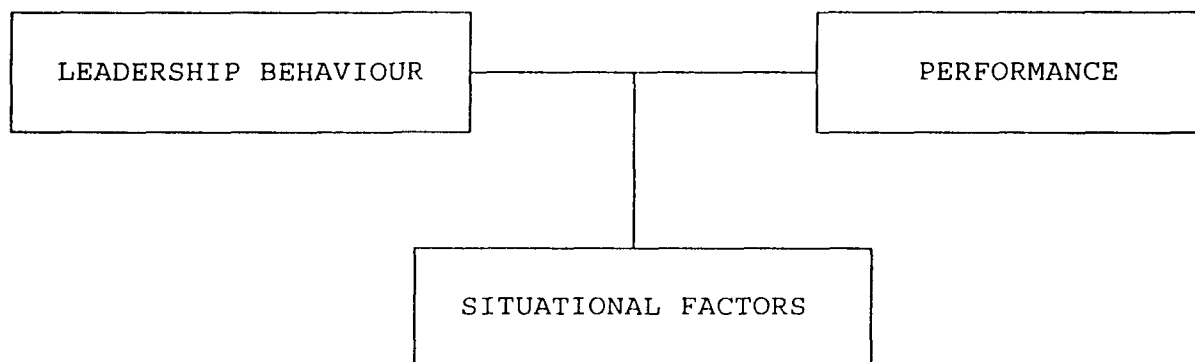 LEADERSHIP BEHAVIOUR
PERFORMANCE
SITUATIONAL FACTORS